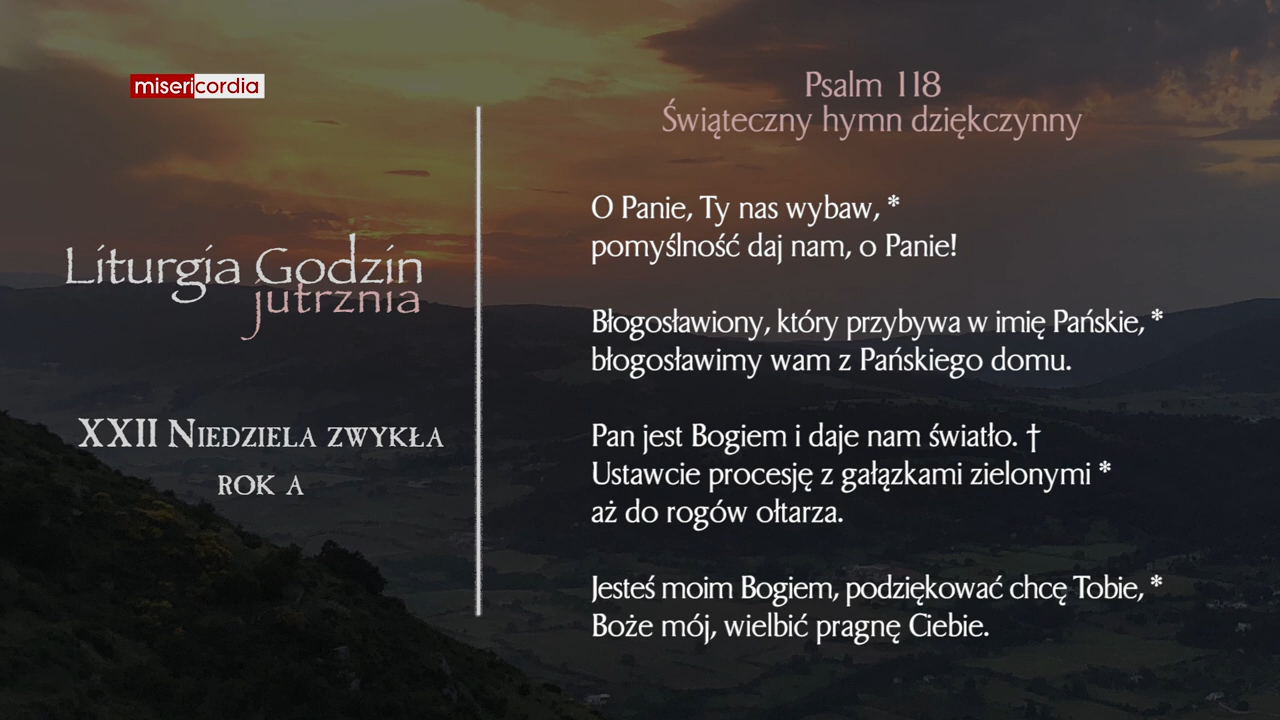 misericordia
Liturgia Godzin
jutrznia
XXII Niedziela zwykła
rok A
Psalm 118
Świąteczny hymn dziękczynny
O Panie, Ty nas wybaw, *
pomyślność daj nam, o Panie!
Błogosławiony, który przybywa w imię Pańskie, *
błogosławimy wam z Pańskiego domu.
Pan jest Bogiem i daje nam światło. †
Ustawcie procesję z gałązkami zielonymi *
aż do rogów ołtarza.
Jesteś moim Bogiem, podziękować chcę Tobie, *
Boże mój, wielbić pragnę Ciebie.